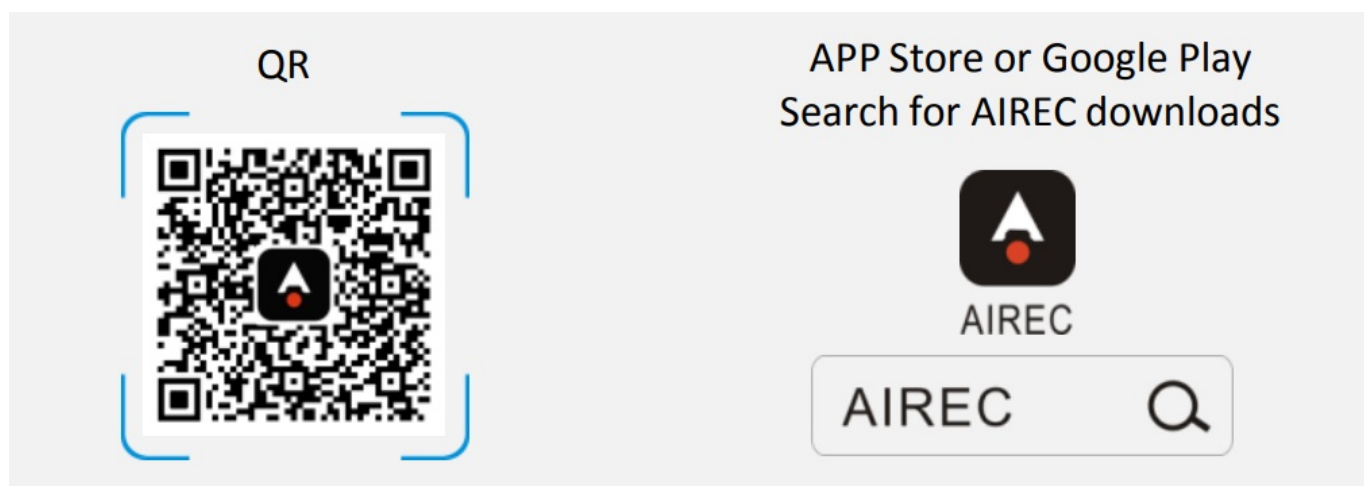 QR
APP Store or Google Play
Search for AIREC downloads
AIREC
AIREC